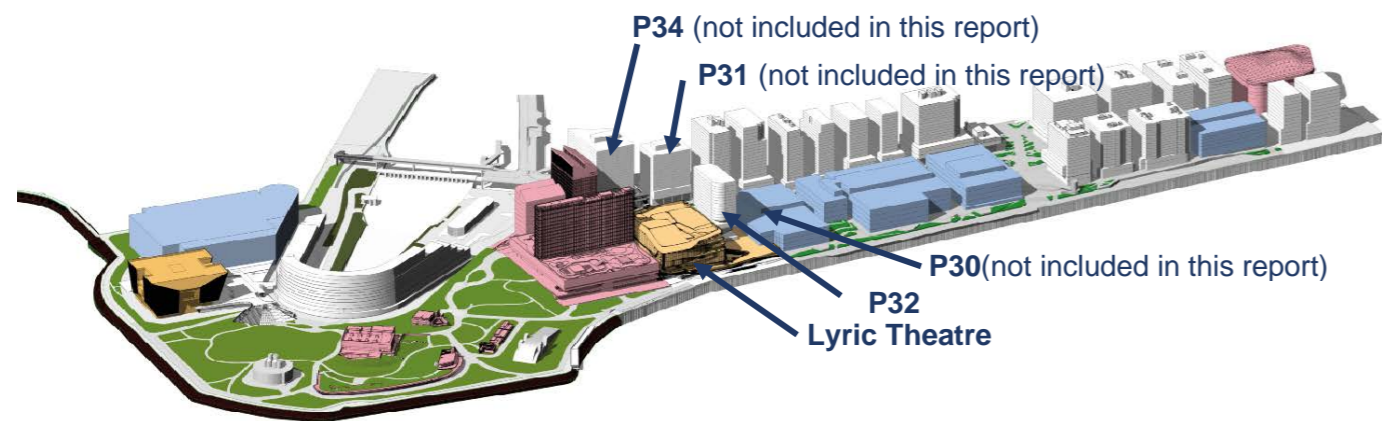 P34 (not included in this report)
P31 (not included in this report)
P30(not included in this report)
P32
Lyric Theatre